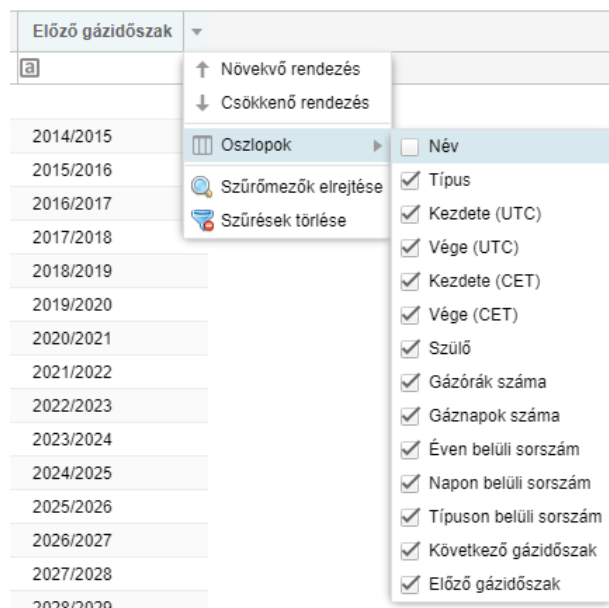 Előző gázidőszak
a
Növekvő rendezés
Csökkenő rendezés
Oszlopok
Szűrőmezők elrejtése
Szűrések törlése
Név
Típus
Kezdete (UTC)
Vége (UTC)
Kezdete (CET)
Vége (CET)
Szülő
Gázórák száma
Gáznapok száma
Éven belüli sorszám
Napon belüli sorszám
Típuson belüli sorszám
Következő gázidőszak
Előző gázidőszak
2014/2015
2015/2016
2016/2017
2017/2018
2018/2019
2019/2020
2020/2021
2021/2022
2022/2023
2023/2024
2024/2025
2025/2026
2026/2027
2027/2028
2028/2029